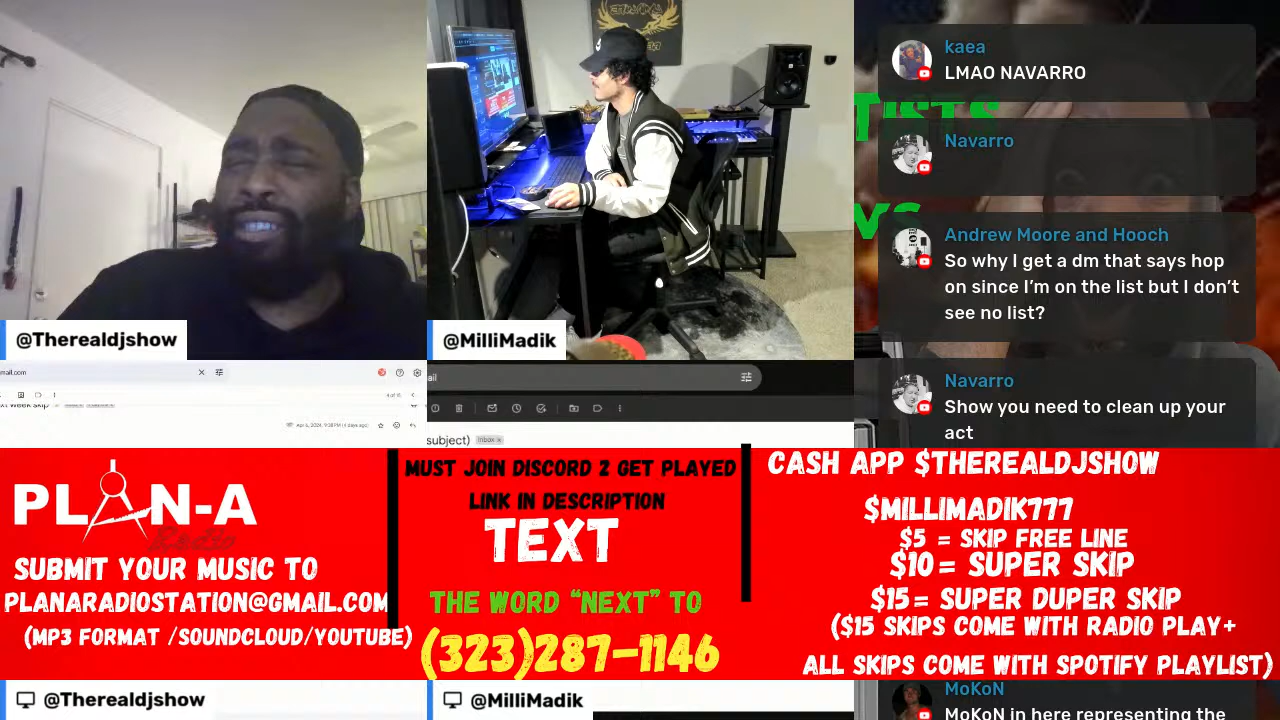 @Therealdjshow
@MilliMadik
kaea
LMAO NAVARRO
Navarro
Andrew Moore and Hooch
So why I get a dm that says hop
on since I'm on the list but I don't
see no list?
Navarro
Show you need to clean up your
act
mail.com
ail
subject) Inbox x
PLAN-A
Radio
SUBMIT YOUR MUSIC TO
PLANARADIOSTATION@GMAIL.COM
(MP3 FORMAT /SOUNDCLOUD/YOUTUBE)
MUST JOIN DISCORD 2 GET PLAYED
LINK IN DESCRIPTION
TEXT
THE WORD “NEXT” TO
(323)287-1146
CASH APP $THEREALDJSHOW
$MILLIMADIK777
$5 = SKIP FREE LINE
$10 = SUPER SKIP
$15= SUPER DUPER SKIP
($15 SKIPS COME WITH RADIO PLAY+
ALL SKIPS COME WITH SPOTIFY PLAYLIST)
@Therealdjshow
@MilliMadik
MoKoN
MoKoN in here representing the